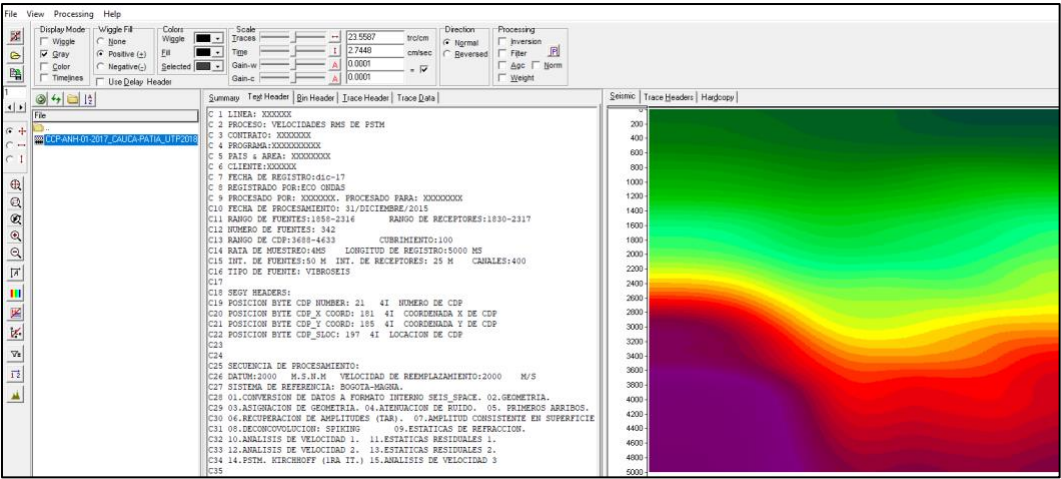 File View Processing Help
Display Mode Wiggle Fill Colors Scale Direction Processing
Wiggle None Wiggle Traces 23.5587 trc/cm Normal Inversion
Gray Positive (+) Fill Time 2.7448 cm/sec Reversed Filter P
Color Negative(-) Selected Gain-w 0.0001 = Agc Norm
Timelines Use Delay Header Gain-c 0.0001 Weight
1
File
..
CCP-ANH-01-2017_CAUCA-PATIA_UTP2018
Summary Text Header Bin Header Trace Header Trace Data
C 1 LINEA: XXXXXX
C 2 PROCESO: VELOCIDADES RMS DE PSTM
C 3 CONTRATO: XXXXXXX
C 4 PROGRAMA:XXXXXXXXXX
C 5 PAIS & AREA: XXXXXXXX
C 6 CLIENTE:XXXXXX
C 7 FECHA DE REGISTRO:dic-17
C 8 REGISTRADO POR:ECO ONDAS
C 9 PROCESADO POR: XXXXXXX. PROCESADO PARA: XXXXXXXX
C10 FECHA DE PROCESAMIENTO: 31/DICIEMBRE/2015
C11 RANGO DE FUENTES:1858-2316 RANGO DE RECEPTORES:1830-2317
C12 NUMERO DE FUENTES: 342
C13 RANGO DE CDP:3688-4633 CUBRIMIENTO:100
C14 RATA DE MUESTREO:4MS LONGITUD DE REGISTRO:5000 MS
C15 INT. DE FUENTES:50 M INT. DE RECEPTORES: 25 M CANALES:400
C16 TIPO DE FUENTE: VIBROSEIS
C17
C18 SEGY HEADERS:
C19 POSICION BYTE CDP NUMBER: 21 4I NUMERO DE CDP
C20 POSICION BYTE CDP_X COORD: 181 4I COORDENADA X DE CDP
C21 POSICION BYTE CDP_Y COORD: 185 4I COORDENADA Y DE CDP
C22 POSICION BYTE CDP_SLOC: 197 4I LOCACION DE CDP
C23
C24
C25 SECUENCIA DE PROCESAMIENTO:
C26 DATUM:2000 M.S.N.M VELOCIDAD DE REEMPLAZAMIENTO:2000 M/S
C27 SISTEMA DE REFERENCIA: BOGOTA-MAGNA.
C28 01.CONVERSION DE DATOS A FORMATO INTERNO SEIS_SPACE. 02.GEOMETRIA.
C29 03.ASIGNACION DE GEOMETRIA. 04.ATENUACION DE RUIDO. 05. PRIMEROS ARRIBOS.
C30 06.RECUPERACION DE AMPLITUDES (TAR). 07.AMPLITUD CONSISTENTE EN SUPERFICIE
C31 08.DECONCOVOLUCION: SPIKING 09.ESTATICAS DE REFRACCION.
C32 10.ANALISIS DE VELOCIDAD 1. 11.ESTATICAS RESIDUALES 1.
C33 12.ANALISIS DE VELOCIDAD 2. 13.ESTATICAS RESIDUALES 2.
C34 14.PSTM. KIRCHHOFF (1RA IT.) 15.ANALISIS DE VELOCIDAD 3
C35
Seismic Trace Headers Hardcopy
0
200
400
600
800
1000
1200
1400
1600
1800
2000
2200
2400
2600
2800
3000
3200
3400
3600
3800
4000
4200
4400
4600
4800
5000